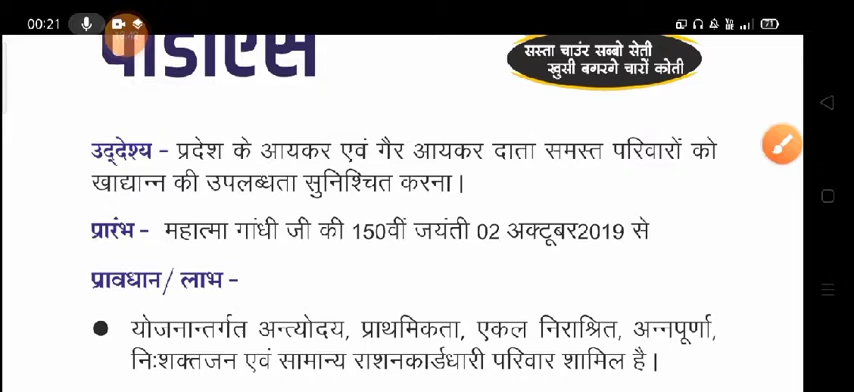 00:21
71
पीडीएस
सस्ता चाउंर सब्बो सेती
खुसी बगरगे चारों कोती
उद्देश्य - प्रदेश के आयकर एवं गैर आयकर दाता समस्त परिवारों को
खाद्यान्न की उपलब्धता सुनिश्चित करना।
प्रारंभ - महात्मा गांधी जी की 150वीं जयंती 02 अक्टूबर2019 से
प्रावधान/ लाभ -
● योजनान्तर्गत अन्त्योदय, प्राथमिकता, एकल निराश्रित, अन्नपूर्णा,
निःशक्तजन एवं सामान्य राशनकार्डधारी परिवार शामिल है।